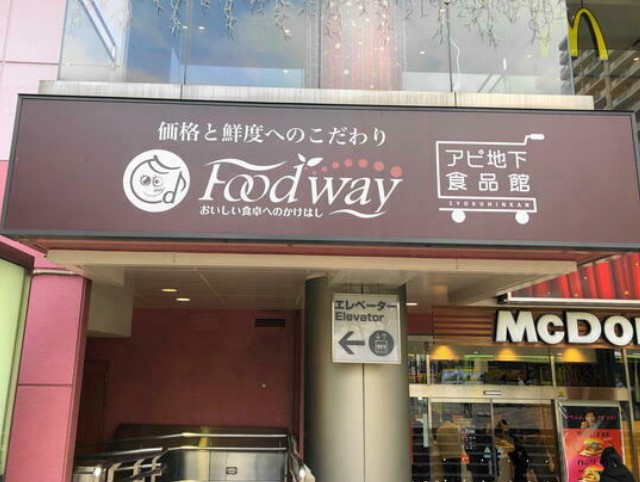 価格と鮮度へのこだわり
Foodway
おいしい食卓へのかけはし
アピ地下
食品館
SYOKUHINKAN
エレベーター
Elevator
McDo